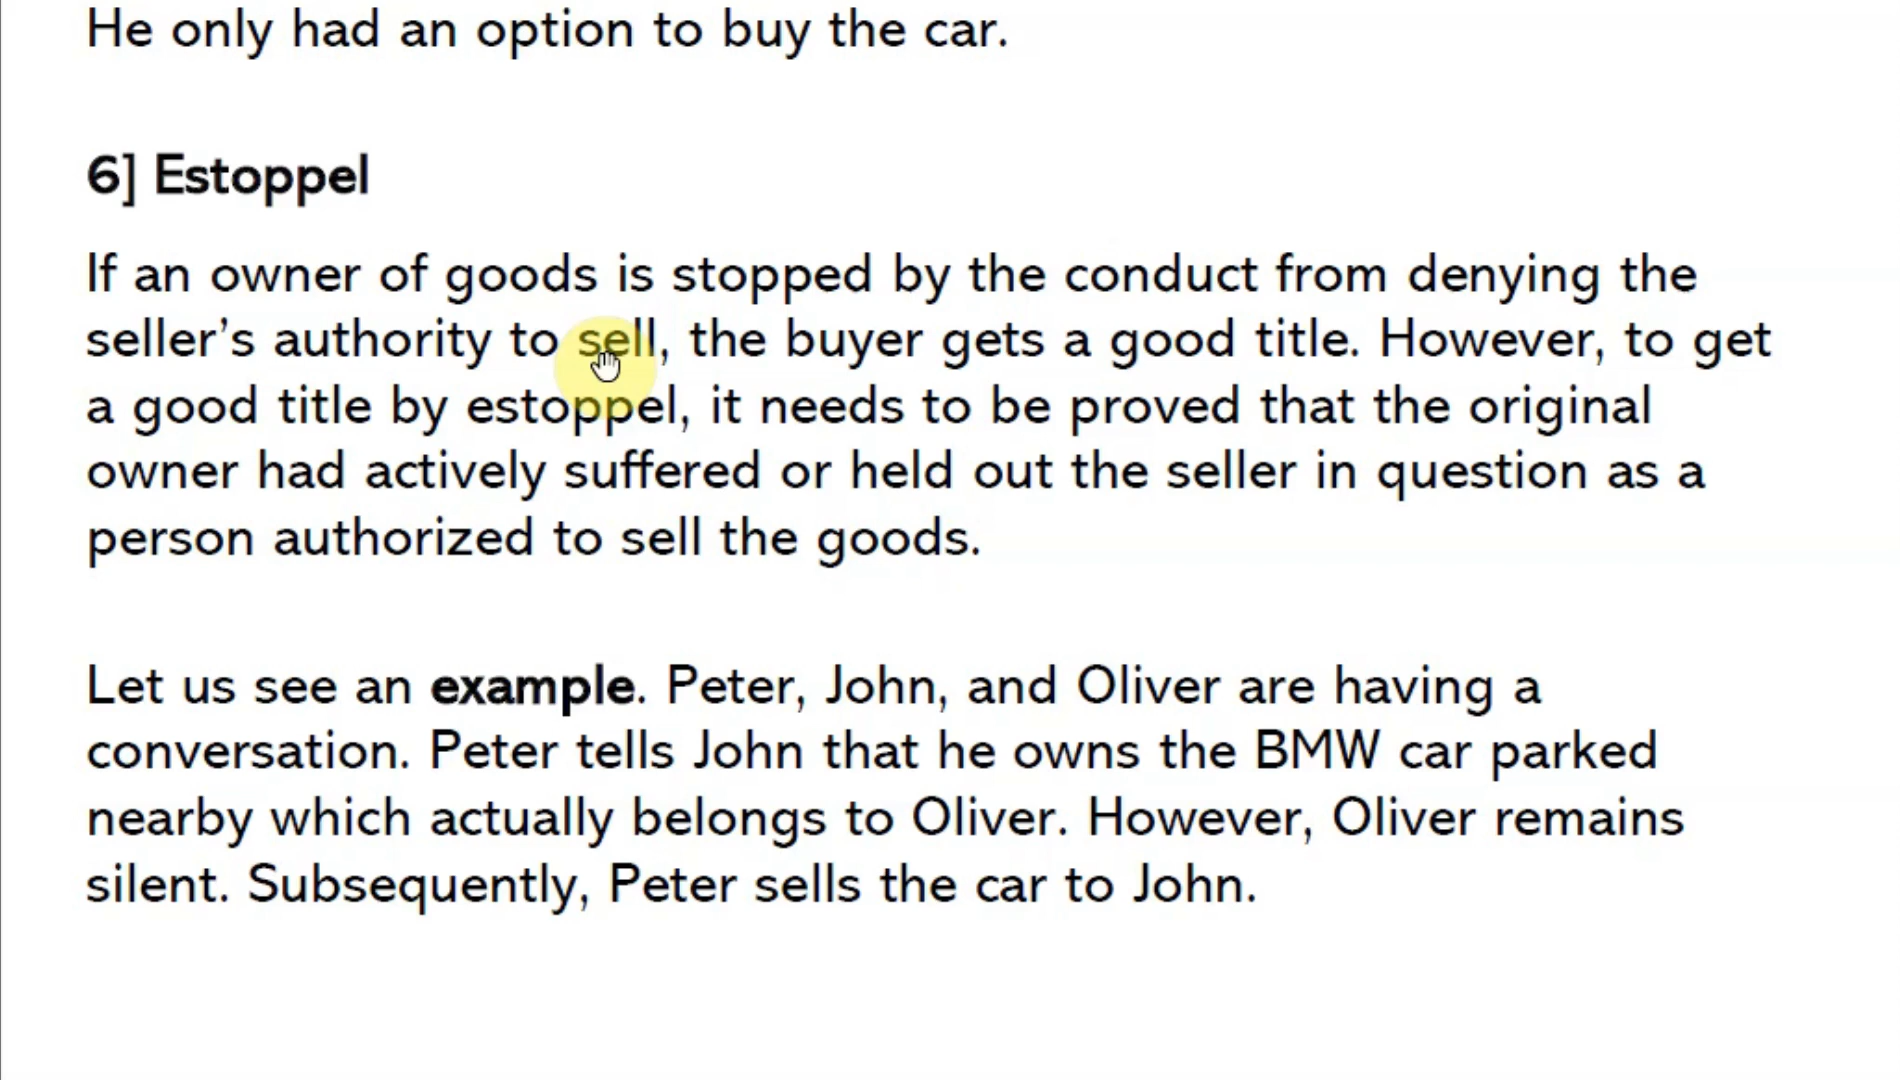 He only had an option to buy the car.
6] Estoppel
If an owner of goods is stopped by the conduct from denying the
seller’s authority to sell, the buyer gets a good title. However, to get
a good title by estoppel, it needs to be proved that the original
owner had actively suffered or held out the seller in question as a
person authorized to sell the goods.
Let us see an example. Peter, John, and Oliver are having a
conversation. Peter tells John that he owns the BMW car parked
nearby which actually belongs to Oliver. However, Oliver remains
silent. Subsequently, Peter sells the car to John.